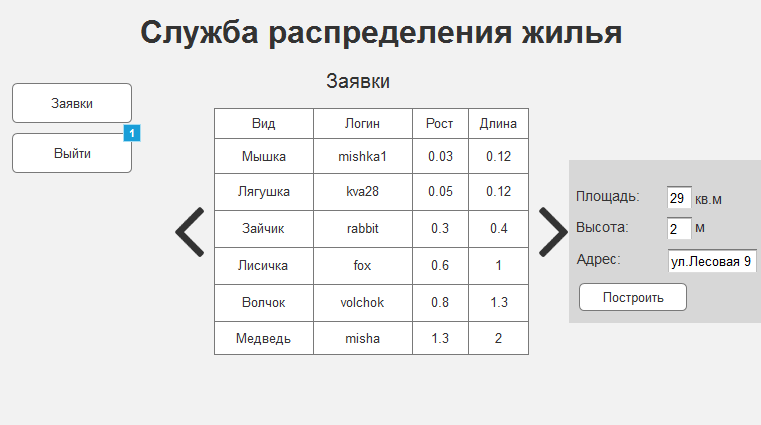 Служба распределения жилья
Заявки
Заявки
1
Выйти
Вид Логин Рост Длина
Мышка mishka1 0.03 0.12
Лягушка kva28 0.05 0.12
Зайчик rabbit 0.3 0.4
Лисичка fox 0.6 1
Волчок volchok 0.8 1.3
Медведь misha 1.3 2
Площадь: 29 кв.м
Высота: 2 м
Адрес: ул.Лесовая 9
Построить